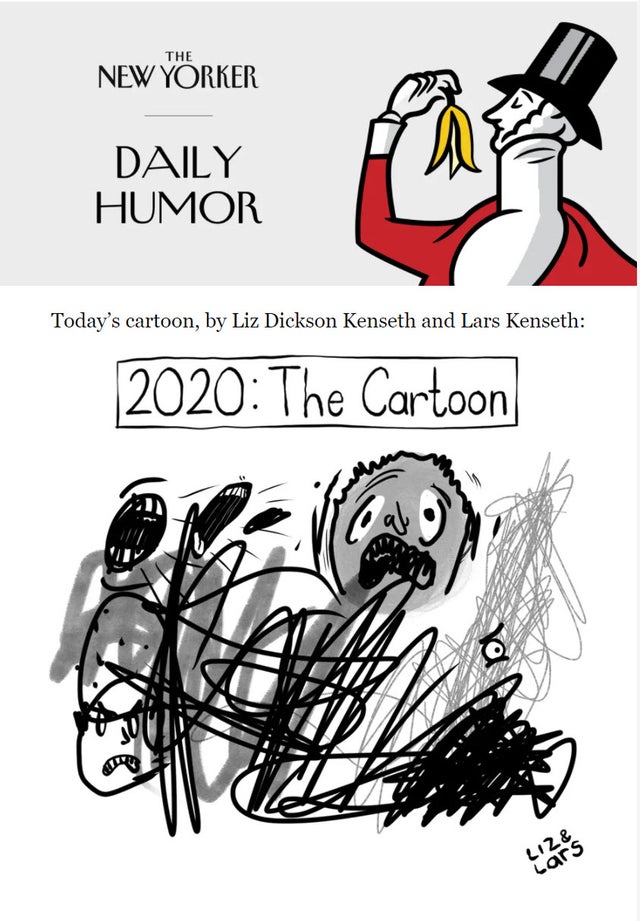 THE
NEW YORKER
DAILY
HUMOR
Today’s cartoon, by Liz Dickson Kenseth and Lars Kenseth:
2020: The Cartoon
LIZ &
LARS